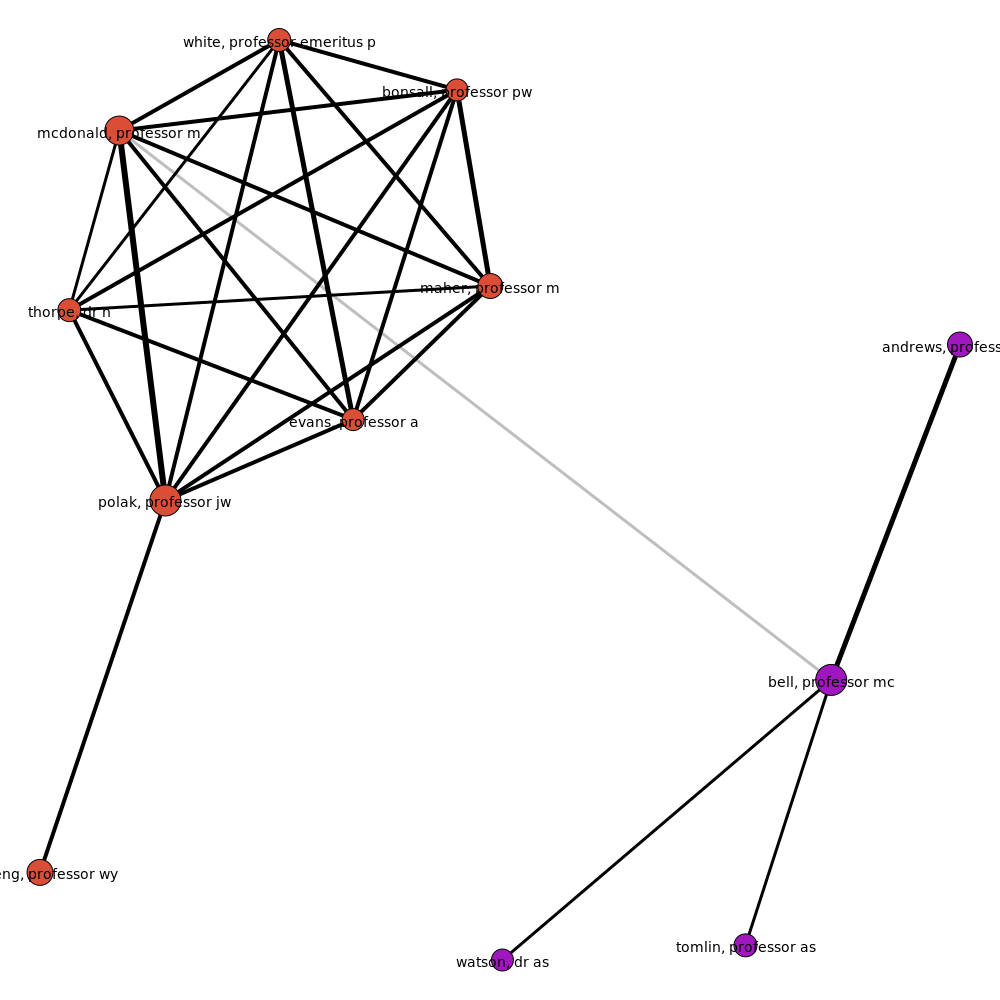 white, professor emeritus p
bonsall, professor pw
mcdonald, professor m
maher, professor m
thorpe, dr n
andrews, profess
evans, professor a
polak, professor jw
bell, professor mc
eng, professor wy
tomlin, professor as
watson, dr as